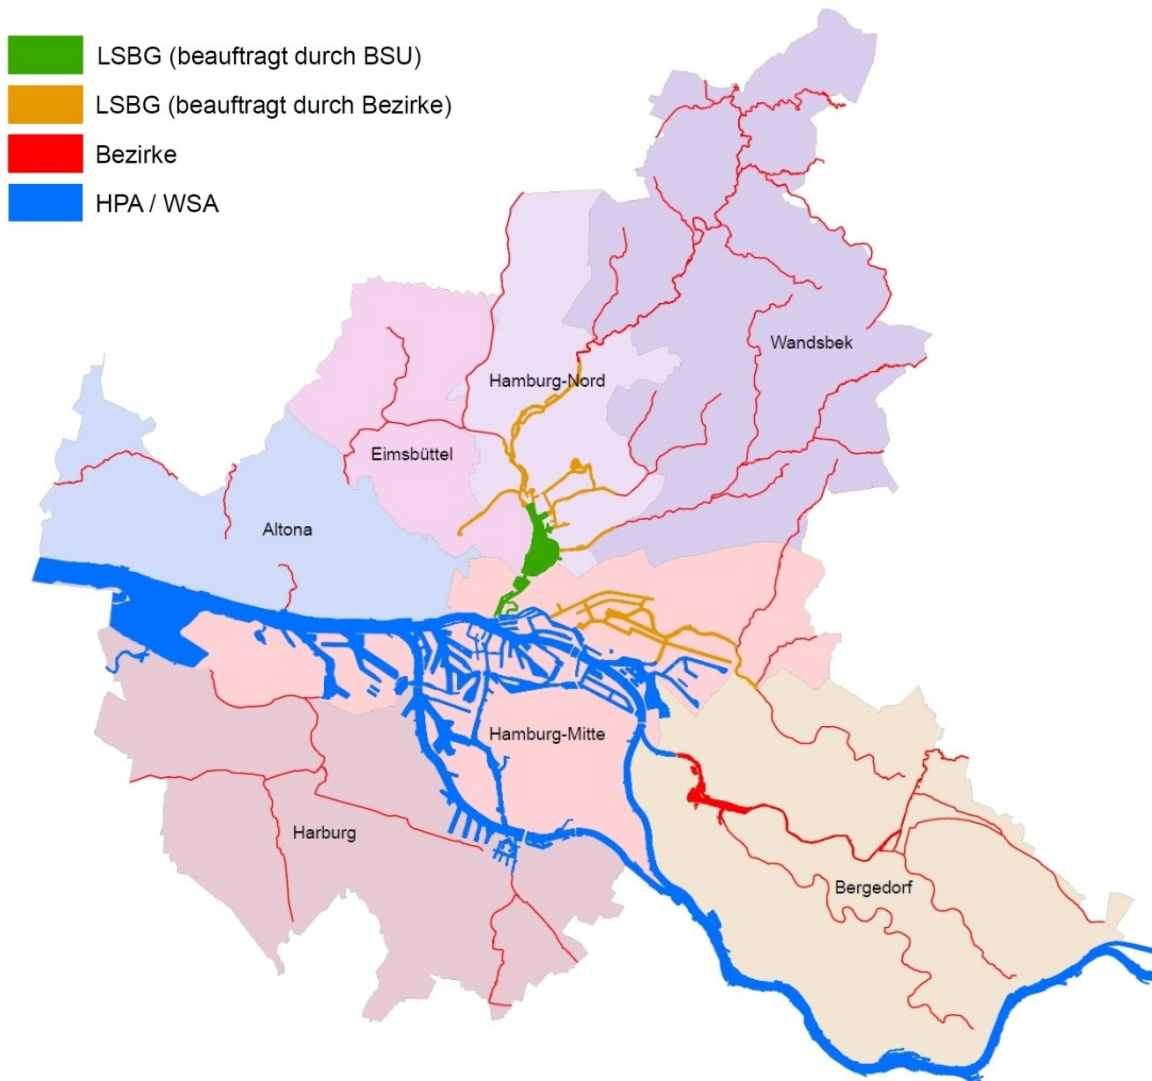 LSBG (beauftragt durch BSU)
LSBG (beauftragt durch Bezirke)
Bezirke
HPA / WSA
Wandsbek
Hamburg-Nord
Eimsbüttel
Altona
Hamburg-Mitte
Harburg
Bergedorf